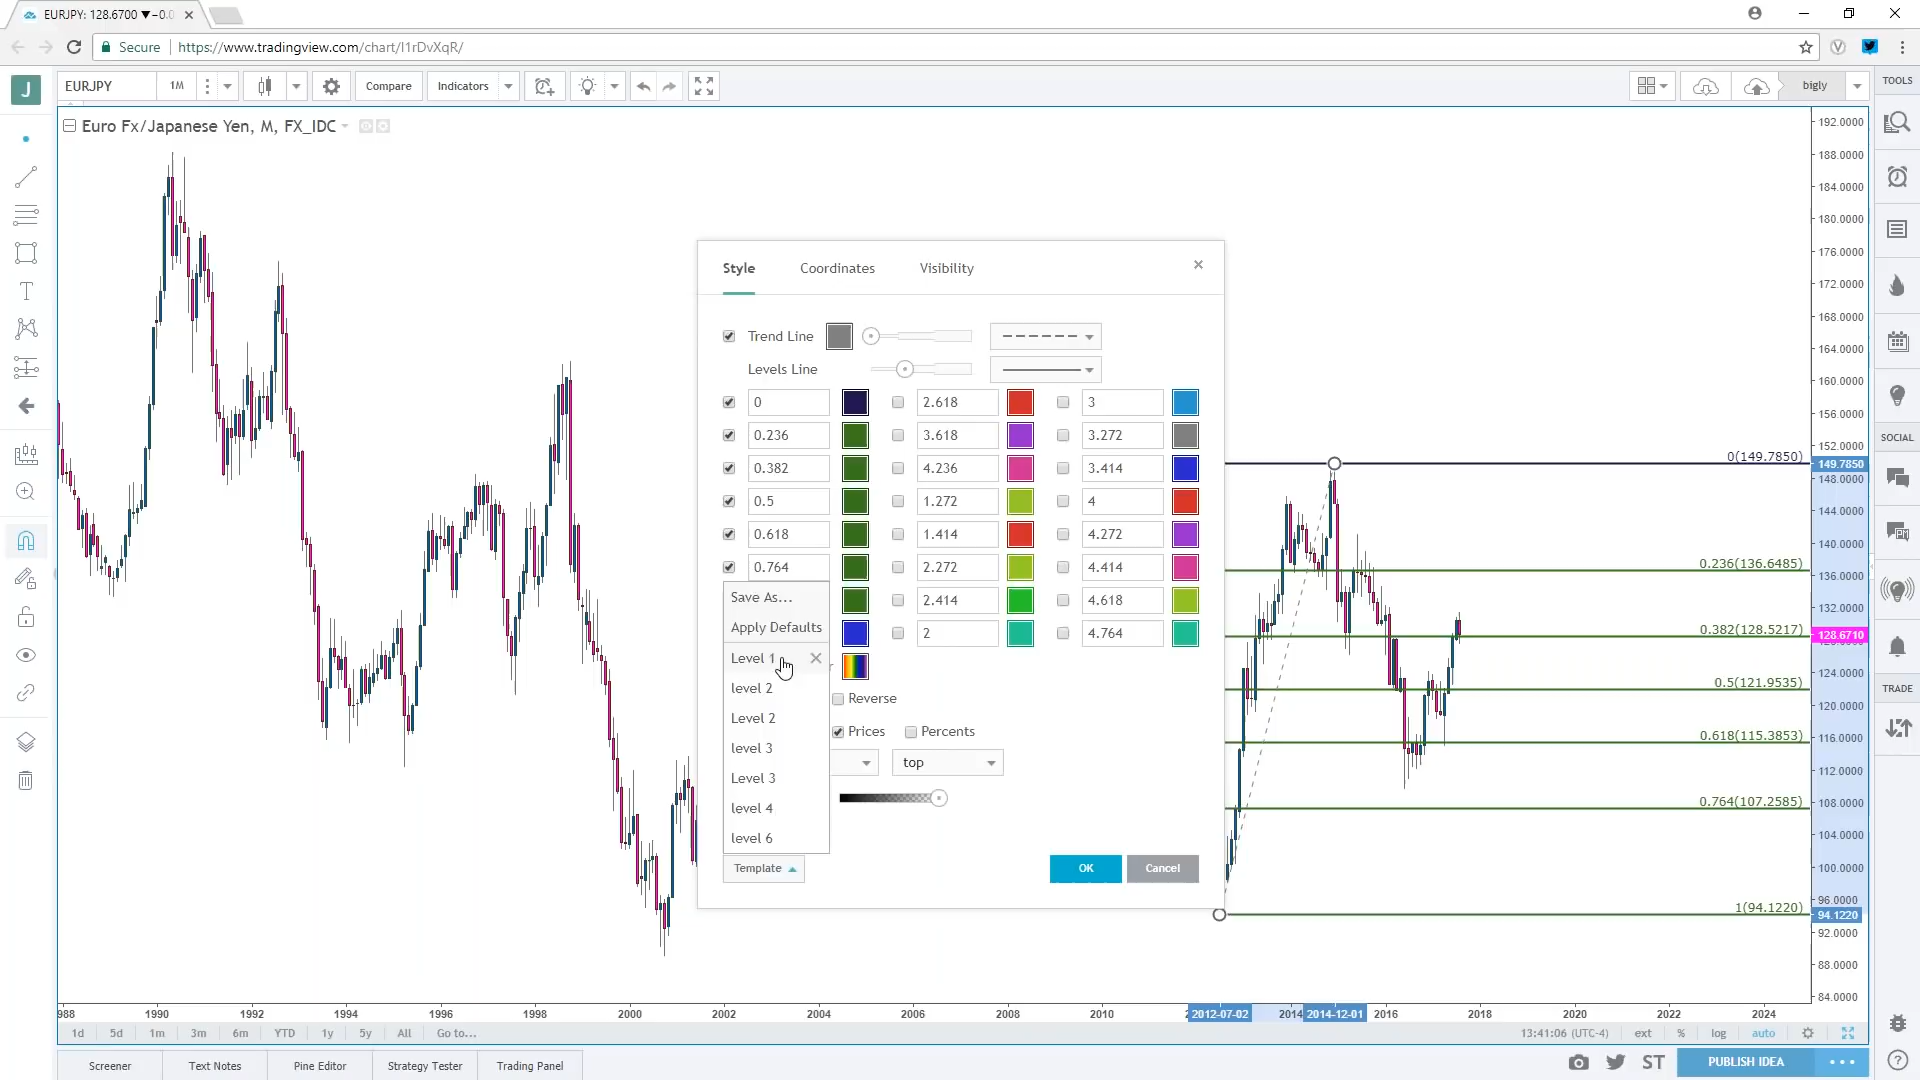 EURJPY: 128.6700 ▼−0.0
Secure https://www.tradingview.com/chart/l1rDvXqR/
J EURJPY 1M Compare Indicators bigly TOOLS
Euro Fx/Japanese Yen, M, FX_IDC
192.0000
188.0000
184.0000
180.0000
176.0000
172.0000
168.0000
164.0000
160.0000
156.0000
152.0000
149.7850
148.0000
144.0000
140.0000
136.0000
132.0000
128.6710
124.0000
120.0000
116.0000
112.0000
108.0000
104.0000
100.0000
96.0000
94.1220
92.0000
88.0000
84.0000
SOCIAL
TRADE
Style Coordinates Visibility
Trend Line
Levels Line
0 2.618 3
0.236 3.618 3.272
0.382 4.236 3.414
0.5 1.272 4
0.618 1.414 4.272
0.764 2.272 4.414
2.414 4.618
2 4.764
Save As...
Apply Defaults
Level 1
level 2
Level 2
level 3
Level 3
level 4
level 6
Reverse
Prices Percents
top
Template OK Cancel
0(149.7850)
0.236(136.6485)
0.382(128.5217)
0.5(121.9535)
0.618(115.3853)
0.764(107.2585)
1(94.1220)
988 1990 1992 1994 1996 1998 2000 2002 2004 2006 2008 2010 2012-07-02 2014 2014-12-01 2016 2018 2020 2022 2024
1d 5d 1m 3m 6m YTD 1y 5y All Go to... 13:41:06 (UTC-4) ext % log auto
Screener Text Notes Pine Editor Strategy Tester Trading Panel ST PUBLISH IDEA